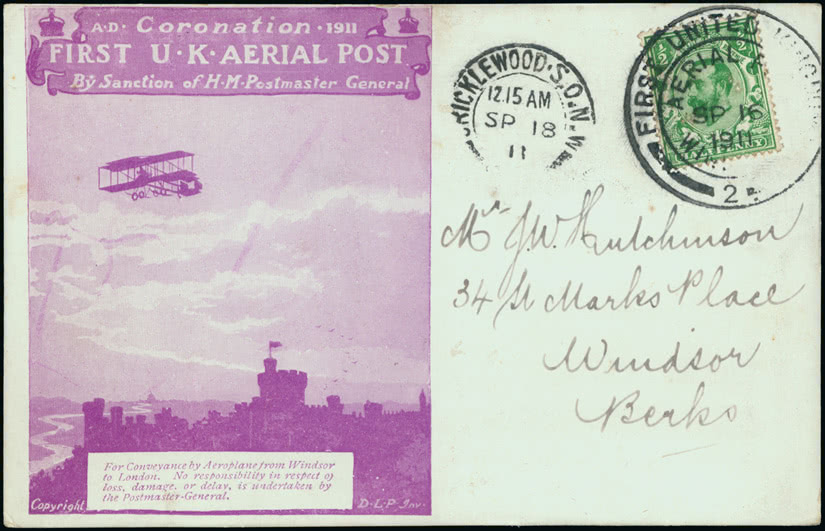 A·D· Coronation ·1911
FIRST U·K·AERIAL POST
By Sanction of H·M·Postmaster General
For Conveyance by Aeroplane from Windsor
to London. No responsibility in respect of
loss, damage, or delay, is undertaken by
the Postmaster-General.
Copyright
D·L·P Inv·
CRICKLEWOOD·S.O.N.W.
12.15 AM
SP 18
11
FIRST UNITED KINGDOM
AERIAL
SP 16
1911
2
Mr J.W. Hutchinson
34 St Marks Place
Windsor
Berks